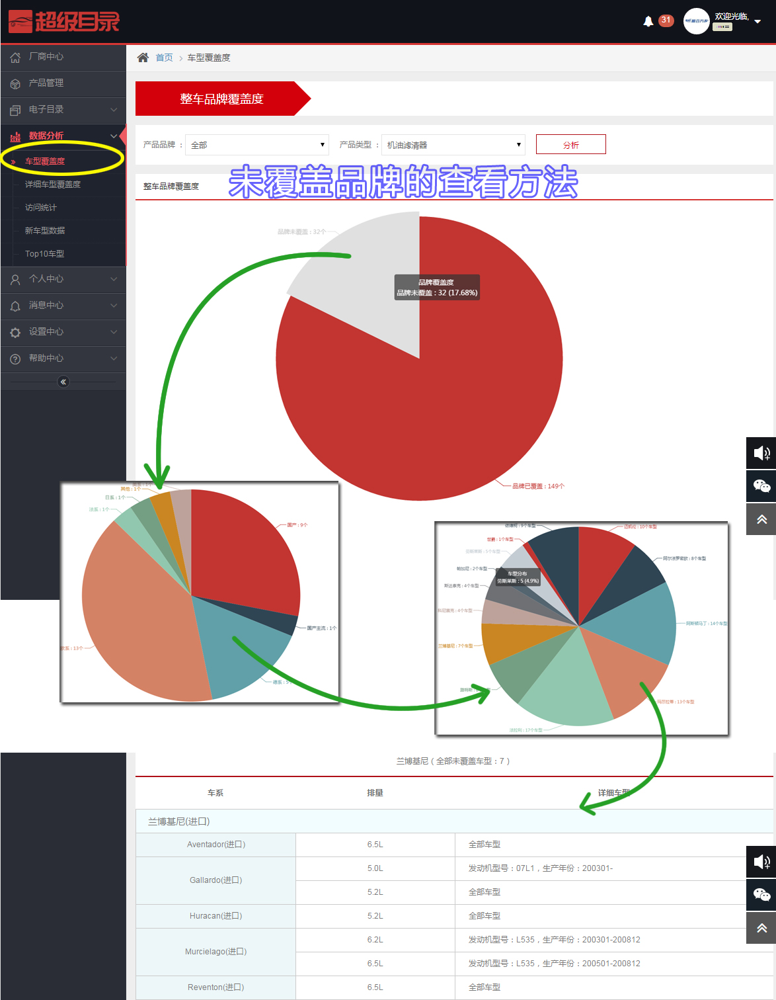 超级目录
31
欢迎光临,
厂商中心
产品管理
电子目录
数据分析
车型覆盖度
详细车型覆盖度
访问统计
新车型数据
Top10车型
个人中心
消息中心
设置中心
帮助中心
首页 > 车型覆盖度
整车品牌覆盖度
产品品牌 : 全部 产品类型 : 机油滤清器 分析
整车品牌覆盖度
未覆盖品牌的查看方法
品牌未覆盖 : 32个
品牌覆盖度
品牌未覆盖 : 32 (17.68%)
品牌已覆盖 : 149个
其他 : 1个
日系 : 1个
法系 : 1个
国产 : 9个
国产主流 : 1个
德系 : 5个
欧系 : 13个
依维柯 : 9个车型
迈凯伦 : 10个车型
世爵 : 1个车型
劳斯莱斯 : 5个车型
阿尔法罗密欧 : 8个车型
帕加尼 : 2个车型
车型分布
劳斯莱斯 : 5 (4.9%)
斯达泰克 : 4个车型
科尼赛克 : 4个车型
阿斯顿马丁 : 14个车型
兰博基尼 : 7个车型
路特斯
玛莎拉蒂 : 13个车型
法拉利 : 17个车型
兰博基尼 ( 全部未覆盖车型 : 7 )
车系 排量 详细车型
兰博基尼(进口)
Aventador(进口) 6.5L 全部车型
Gallardo(进口) 5.0L 发动机型号 : 07L1 , 生产年份 : 200301-
5.2L 全部车型
Huracan(进口) 5.2L 全部车型
Murcielago(进口) 6.2L 发动机型号 : L535 , 生产年份 : 200301-200812
6.5L 发动机型号 : L535 , 生产年份 : 200501-200812
Reventon(进口) 6.5L 全部车型